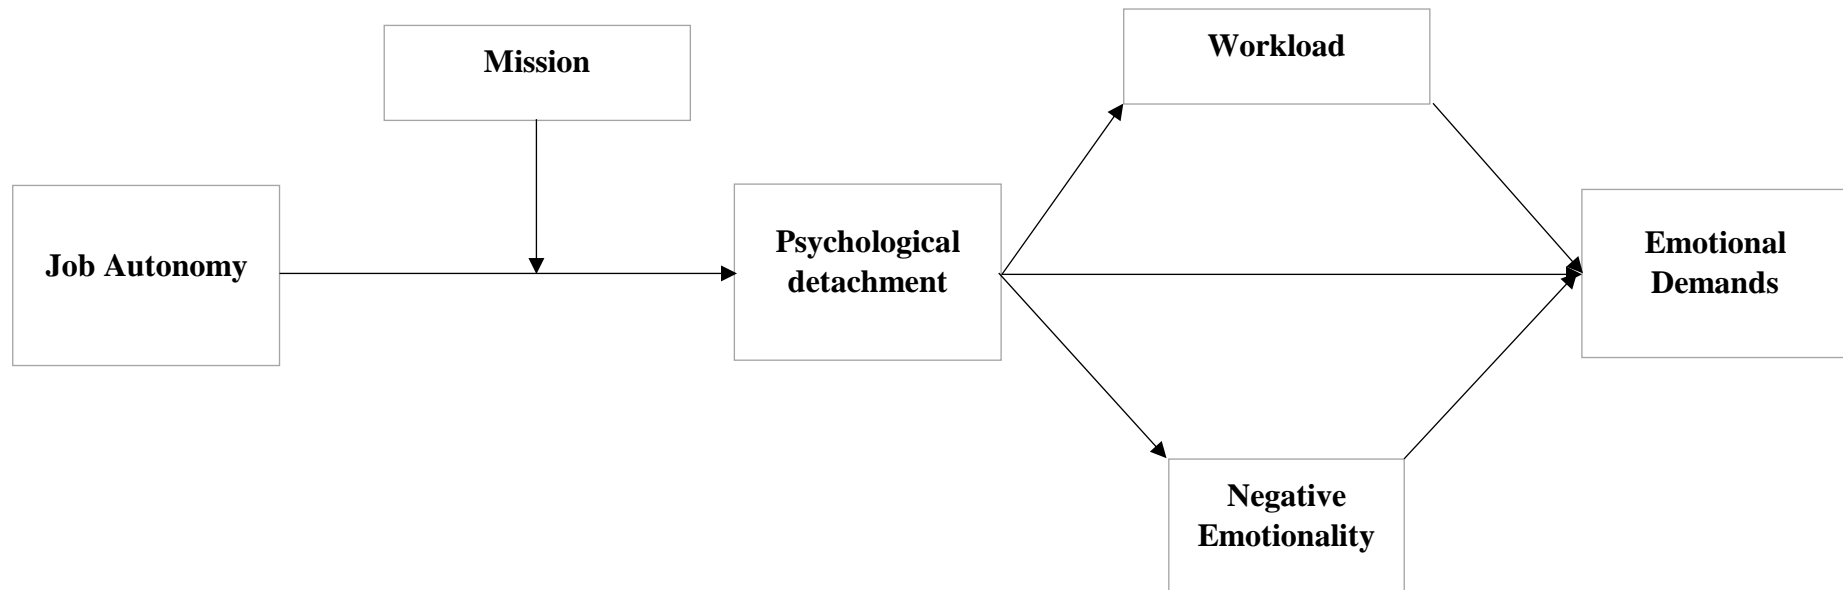 Mission
Workload
Job Autonomy
Psychological
detachment
Emotional
Demands
Negative
Emotionality